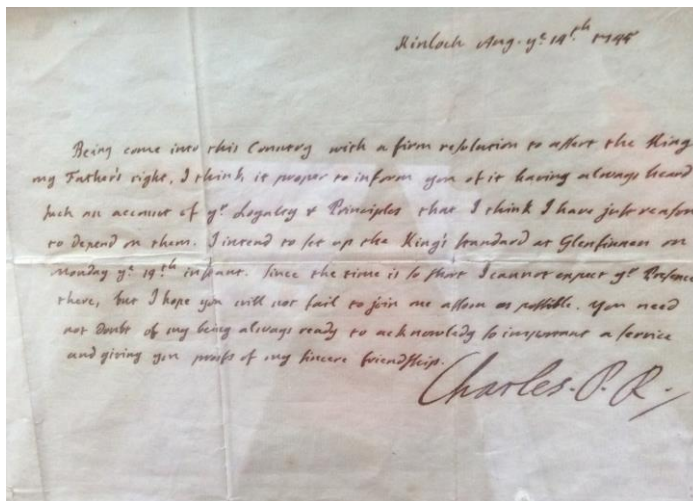 Kinloch Aug. yᵉ 14ᵗʰ 1745
Being come into this Countery with a firm resolution to assert the King
my Father's right, I think it proper to inform you of it having always heard
such an account of yʳ Loyalty & Principles that I think I have just reason
to depend on them. I intend to set up the King's standard at Glenfinnen on
Monday yᵉ 19ᵗʰ instant. since the time is so short I cannot expect yʳ Presence
there, but I hope you will not fail to join me assoon as possible. you need
not Doubt of my being always ready to acknowledg so important a service
and giving you proofs of my sincere friendship.
Charles. P. R.